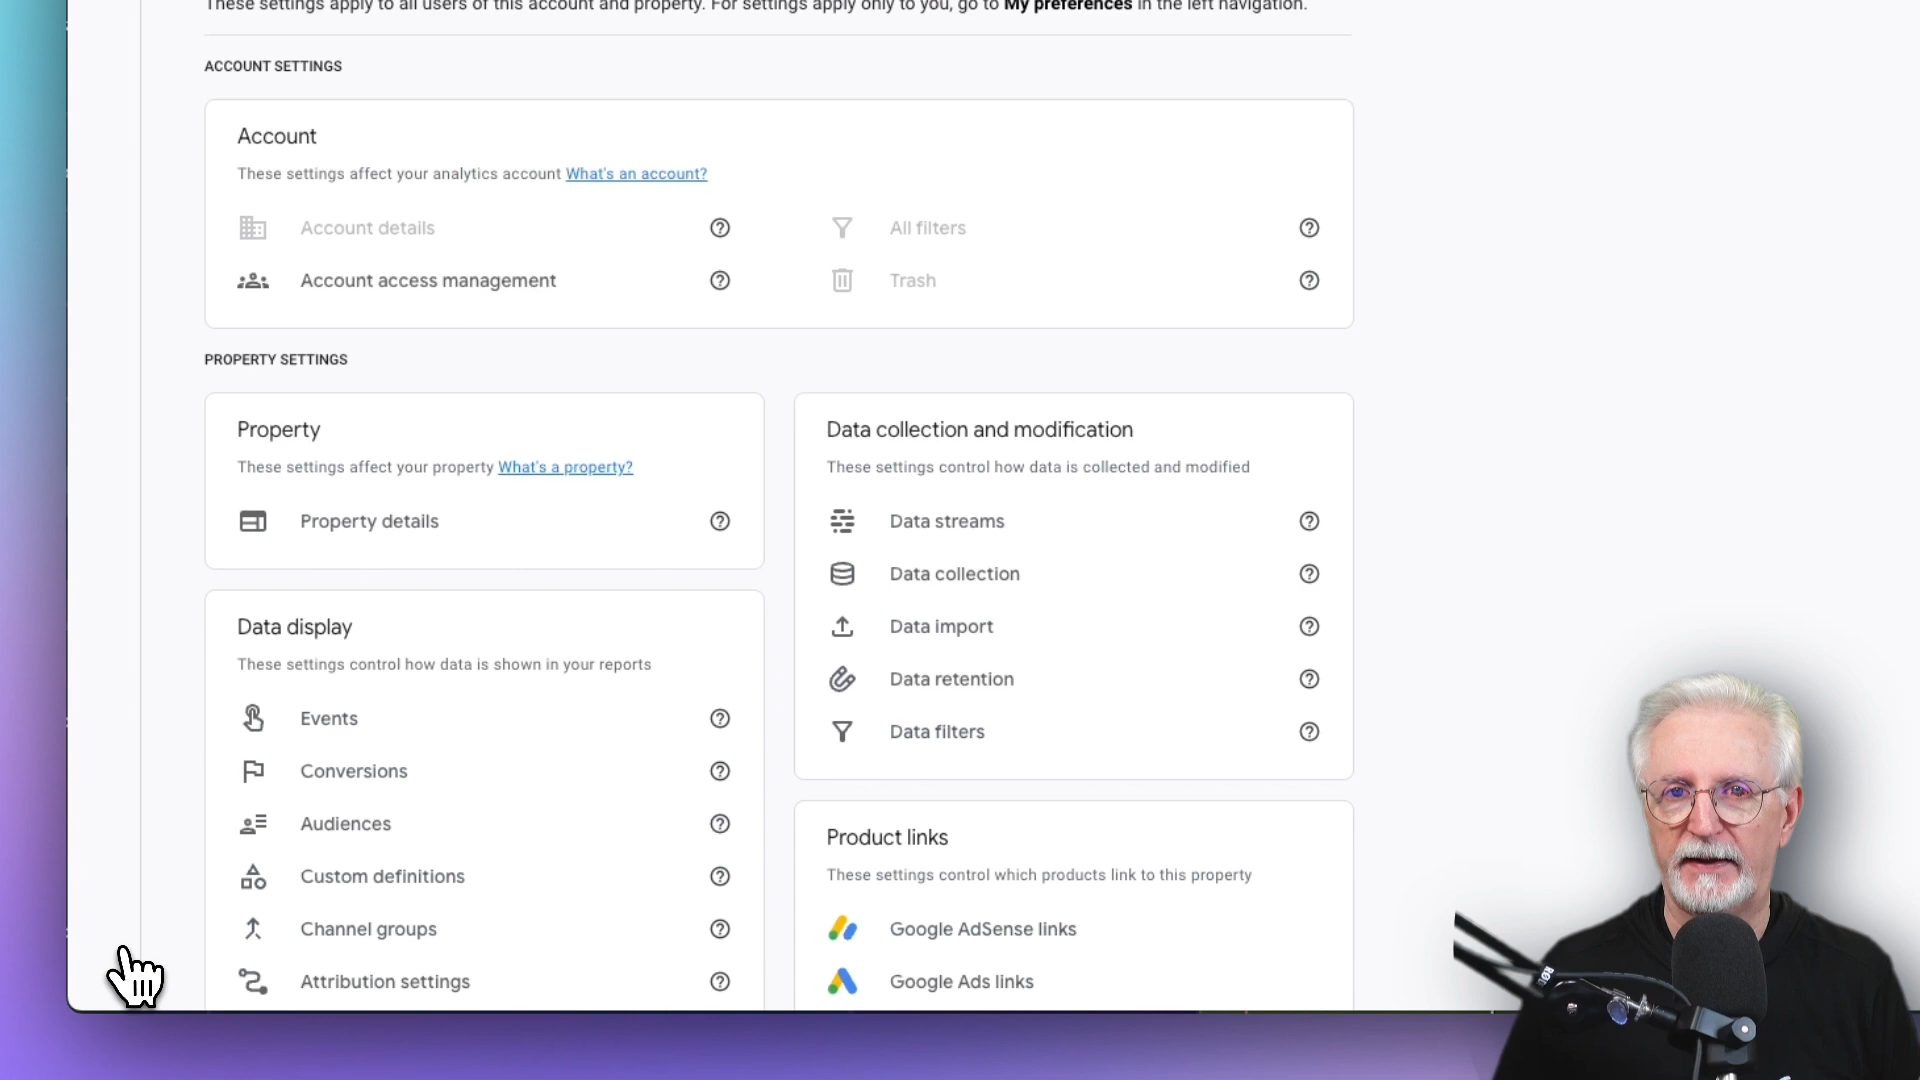 These settings apply to all users of this account and property. For settings apply only to you, go to My preferences in the left navigation.
ACCOUNT SETTINGS
Account
These settings affect your analytics account What's an account?
Account details
All filters
Account access management
Trash
PROPERTY SETTINGS
Property
These settings affect your property What's a property?
Property details
Data display
These settings control how data is shown in your reports
Events
Conversions
Audiences
Custom definitions
Channel groups
Attribution settings
Data collection and modification
These settings control how data is collected and modified
Data streams
Data collection
Data import
Data retention
Data filters
Product links
These settings control which products link to this property
Google AdSense links
Google Ads links